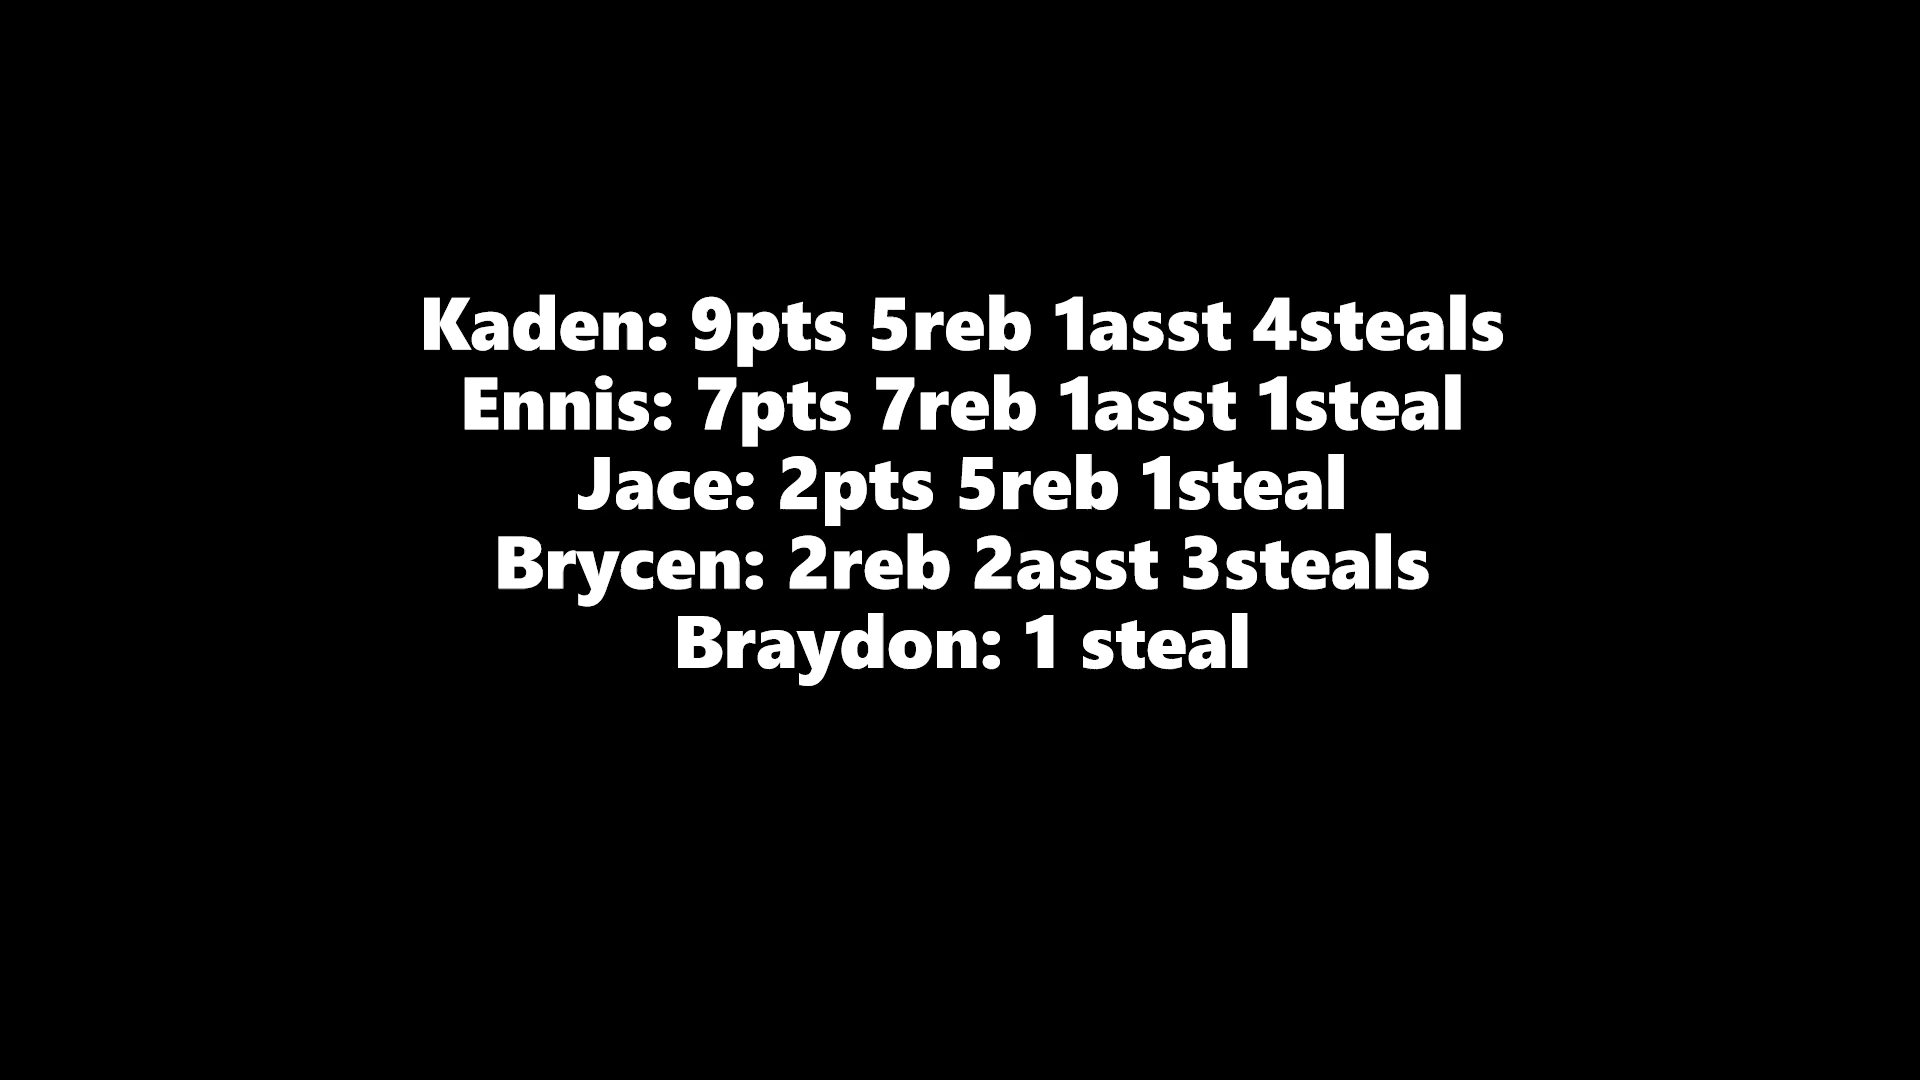 Kaden: 9pts 5reb 1asst 4steals
Ennis: 7pts 7reb 1asst 1steal
Jace: 2pts 5reb 1steal
Brycen: 2reb 2asst 3steals
Braydon: 1 steal